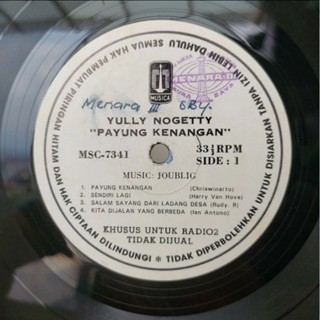 SEMUA HAK PEMBUAT PIRINGAN HITAM DAN HAK CIPTAAN DILINDUNGI * TIDAK DIPERBOLEHKAN UNTUK DISIARKAN TANPA IZIN LEBIH DAHULU
MUSICA
MENARA-III
Menara III SBY.
YULLY NOGETTY
"PAYUNG KENANGAN"
MSC-7341
33⅓ RPM
SIDE : 1
MUSIC: JOUBLIG
1. PAYUNG KENANGAN (Chriswinarto)
2. SENDIRI LAGI (Harry Van Hove)
3. SALAM SAYANG DARI LADANG DESA (Rudy. R)
4. KITA DIJALAN YANG BERBEDA (Ian Antono)
KHUSUS UNTUK RADIO2
TIDAK DIJUAL